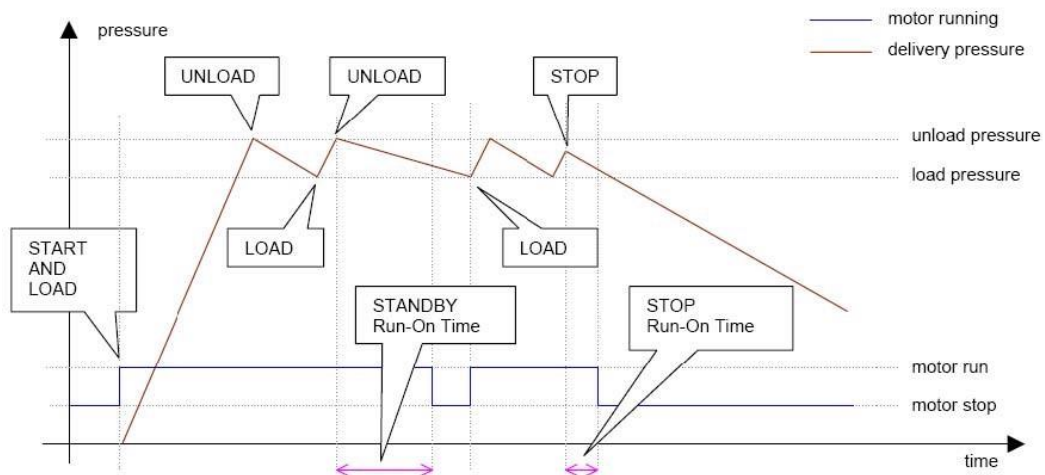 pressure
motor running
delivery pressure
UNLOAD
UNLOAD
STOP
unload pressure
load pressure
START
AND
LOAD
LOAD
LOAD
STANDBY
Run-On Time
STOP
Run-On Time
motor run
motor stop
time